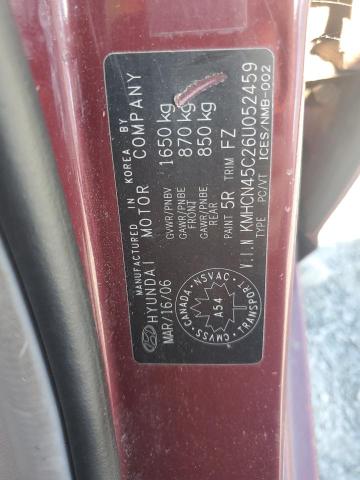 MANUFACTURED IN KOREA BY
HYUNDAI MOTOR COMPANY
MAR/16/06
GVWR/PNBV 1650 kg
GAWR/PNBE FRONT 870 kg
GAWR/PNBE REAR 850 kg
PAINT 5R TRIM FZ
V.I.N KMHCN45C26U052459
TYPE PC/VT ICES/NMB-002
CANADA
NSVAC
TRANSPORT
CMVSS
A54